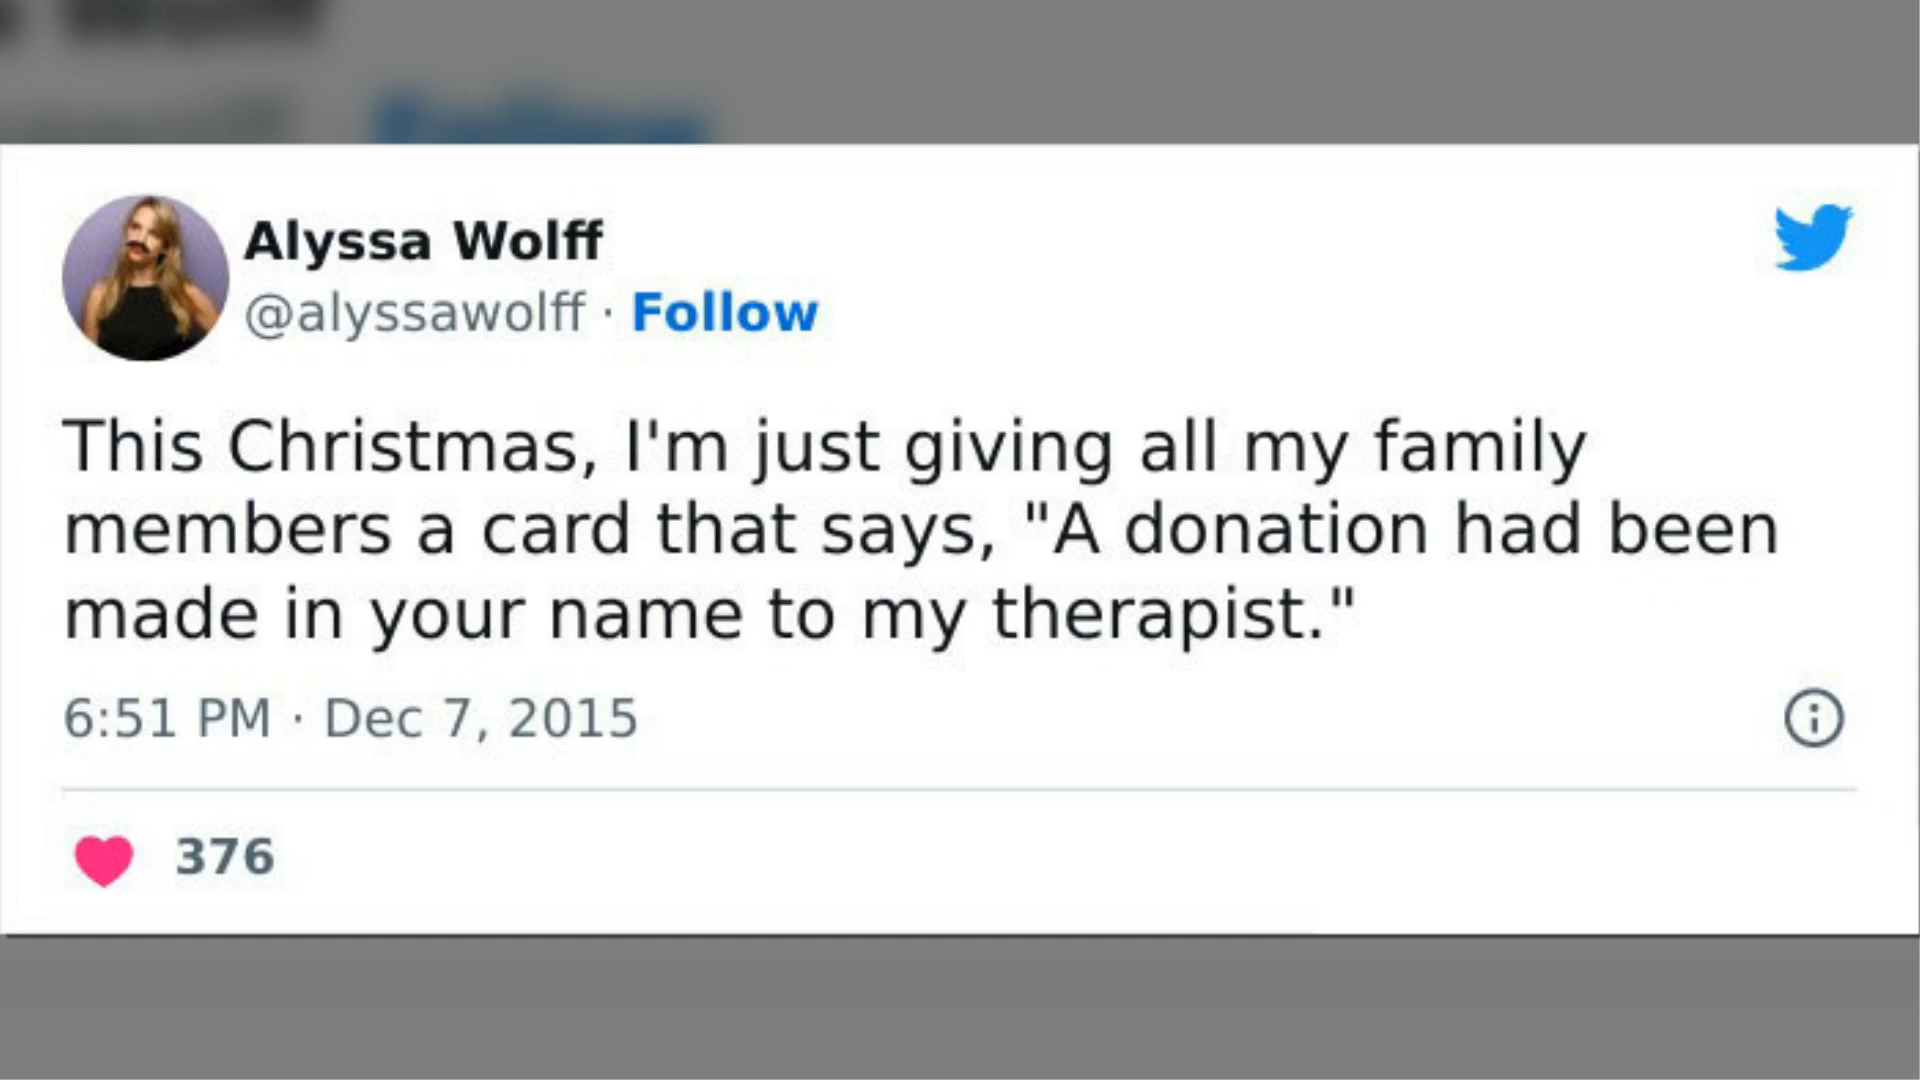 Alyssa Wolff
@alyssawolff · Follow
This Christmas, I'm just giving all my family
members a card that says, "A donation had been
made in your name to my therapist."
6:51 PM · Dec 7, 2015
376